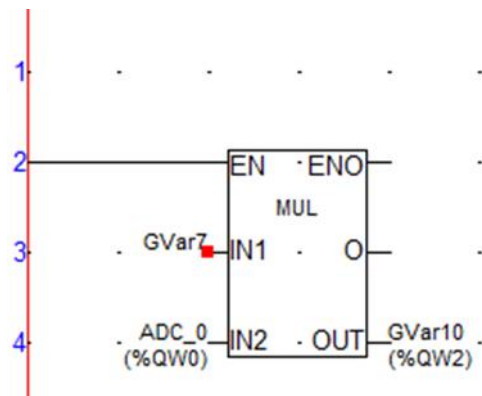 1
2
EN ENO
MUL
3
GVar7
IN1 O
4
ADC_0
(%QW0)
IN2 OUT
GVar10
(%QW2)